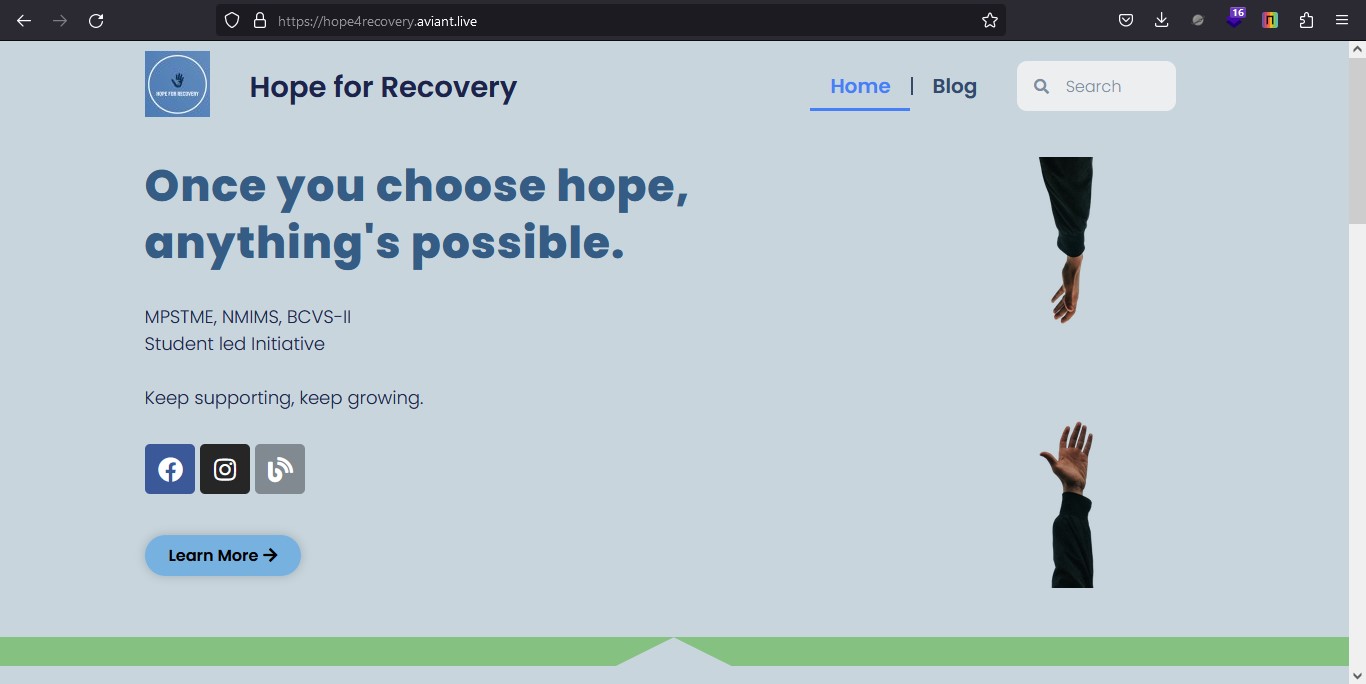 https://hope4recovery.aviant.live
16
HOPE FOR RECOVERY
Hope for Recovery
Home
Blog
Search
Once you choose hope,
anything's possible.
MPSTME, NMIMS, BCVS-II
Student led Initiative
Keep supporting, keep growing.
Learn More